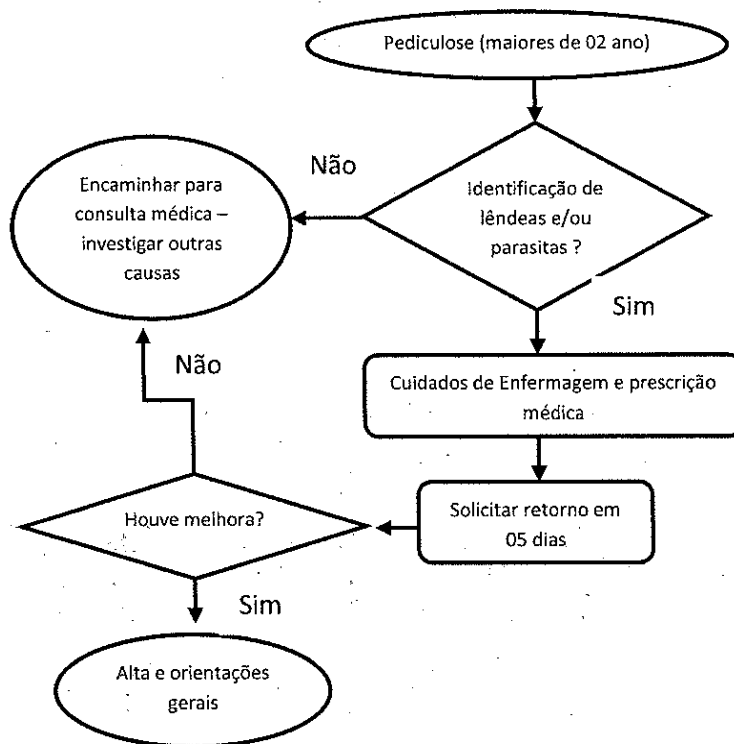 Pediculose (maiores de 02 ano)
Não
Identificação de
lêndeas e/ou
parasitas ?
Encaminhar para
consulta médica –
investigar outras
causas
Sim
Não
Cuidados de Enfermagem e prescrição
médica
Solicitar retorno em
05 dias
Houve melhora?
Sim
Alta e orientações
gerais